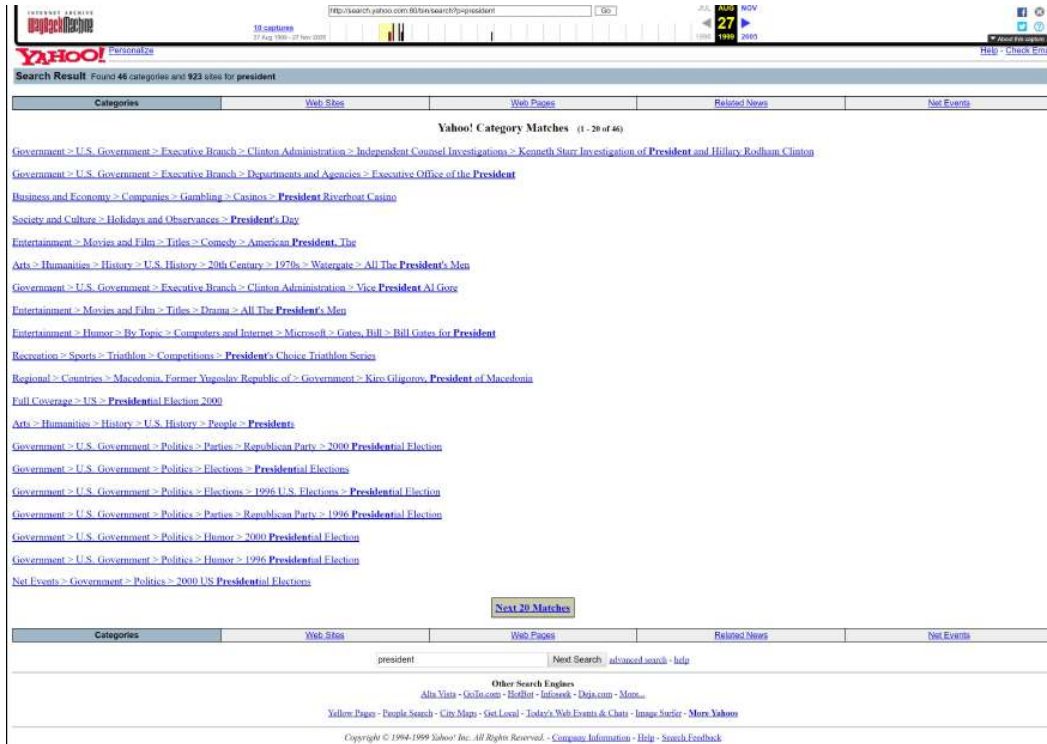 INTERNET ARCHIVE
WayBackMachine
http://search.yahoo.com:80/bin/search?p=president Go
10 captures
JUL AUG NOV
27
1998 1999 2005
About this capture
YAHOO! Personalize
Help - Check Ema
Search Result Found 46 categories and 923 sites for president
Categories Web Sites Web Pages Related News Net Events
Yahoo! Category Matches (1 - 20 of 46)
Government > U.S. Government > Executive Branch > Clinton Administration > Independent Counsel Investigations > Kenneth Starr Investigation of President and Hillary Rodham Clinton
Government > U.S. Government > Executive Branch > Departments and Agencies > Executive Office of the President
Business and Economy > Companies > Gambling > Casinos > President Riverboat Casino
Society and Culture > Holidays and Observances > President's Day
Entertainment > Movies and Film > Titles > Comedy > American President, The
Arts > Humanities > History > U.S. History > 20th Century > 1970s > Watergate > All The President's Men
Government > U.S. Government > Executive Branch > Clinton Administration > Vice President Al Gore
Entertainment > Movies and Film > Titles > Drama > All The President's Men
Entertainment > Humor > By Topic > Computers and Internet > Microsoft > Gates, Bill > Bill Gates for President
Recreation > Sports > Triathlon > Competitions > President's Choice Triathlon Series
Regional > Countries > Macedonia, Former Yugoslav Republic of > Government > Kiro Gligorov, President of Macedonia
Full Coverage > US > Presidential Election 2000
Arts > Humanities > History > U.S. History > People > Presidents
Government > U.S. Government > Politics > Parties > Republican Party > 2000 Presidential Election
Government > U.S. Government > Politics > Elections > Presidential Elections
Government > U.S. Government > Politics > Elections > 1996 U.S. Elections > Presidential Election
Government > U.S. Government > Politics > Parties > Republican Party > 1996 Presidential Election
Government > U.S. Government > Politics > Humor > 2000 Presidential Election
Government > U.S. Government > Politics > Humor > 1996 Presidential Election
Net Events > Government > Politics > 2000 US Presidential Elections
Next 20 Matches
Categories Web Sites Web Pages Related News Net Events
president Next Search advanced search - help
Other Search Engines
Alta Vista - GoTo.com - HotBot - Infoseek - Deja.com - More...
Yellow Pages - People Search - City Maps - Get Local - Today's Web Events & Chats - Image Surfer - More Yahoos
Copyright © 1994-1999 Yahoo! Inc. All Rights Reserved. - Company Information - Help - Search Feedback